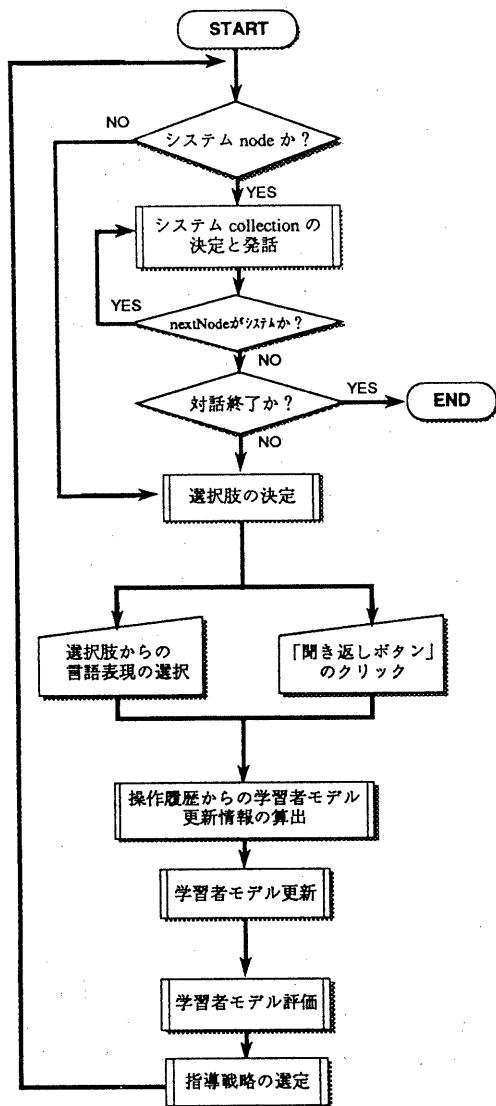 START
NO
システム node か？
YES
システム collection の
決定と発話
YES
nextNodeがシステムか？
NO
YES
対話終了か？
END
NO
選択肢の決定
選択肢からの
言語表現の選択
「聞き返しボタン」
のクリック
操作履歴からの学習者モデル
更新情報の算出
学習者モデル更新
学習者モデル評価
指導戦略の選定